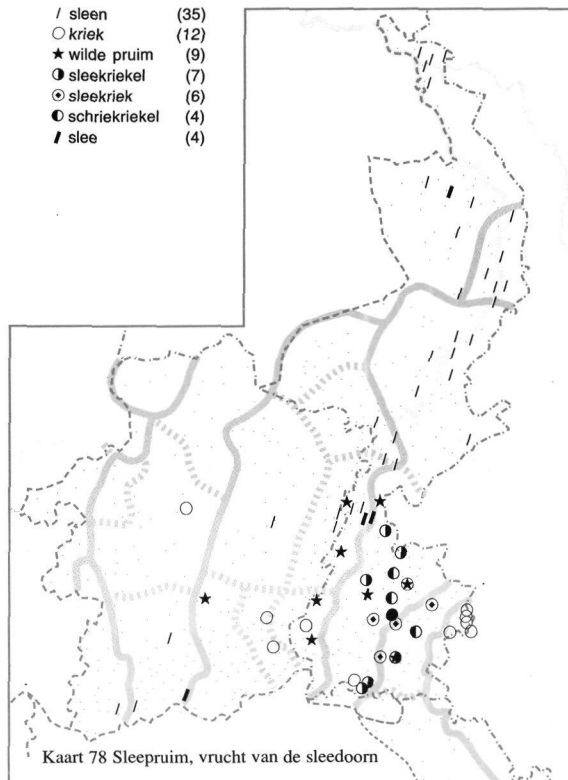 sleen (35)
kriek (12)
wilde pruim (9)
sleekriekel (7)
sleekriek (6)
schriekriekel (4)
slee (4)
Kaart 78 Sleepruim, vrucht van de sleedoorn